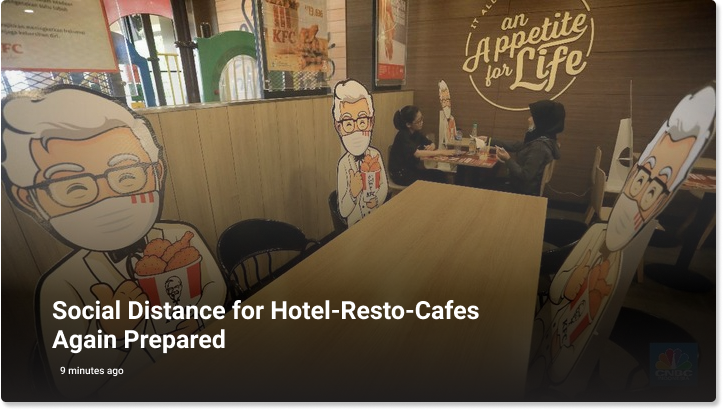 KFC
KFC
KFC
IT ALL
an
Appetite
for Life
Social Distance for Hotel-Resto-Cafes
Again Prepared
9 minutes ago
CNBC